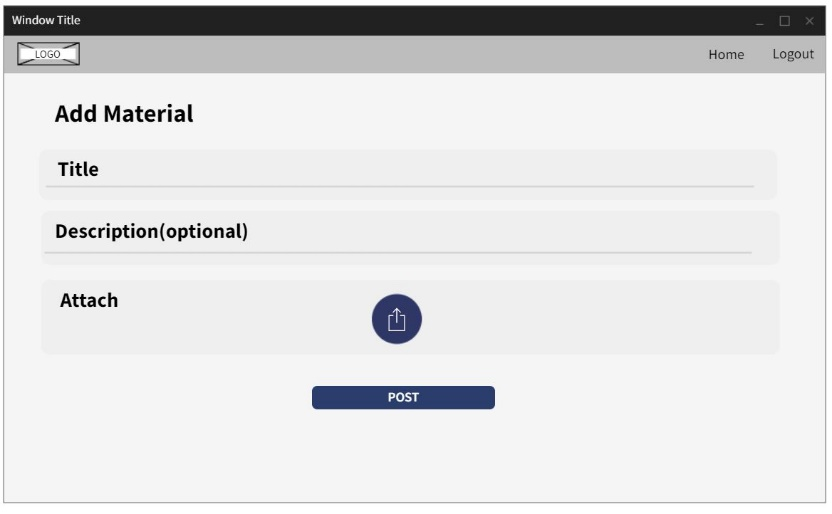 Window Title
LOGO
Home
Logout
Add Material
Title
Description(optional)
Attach
POST